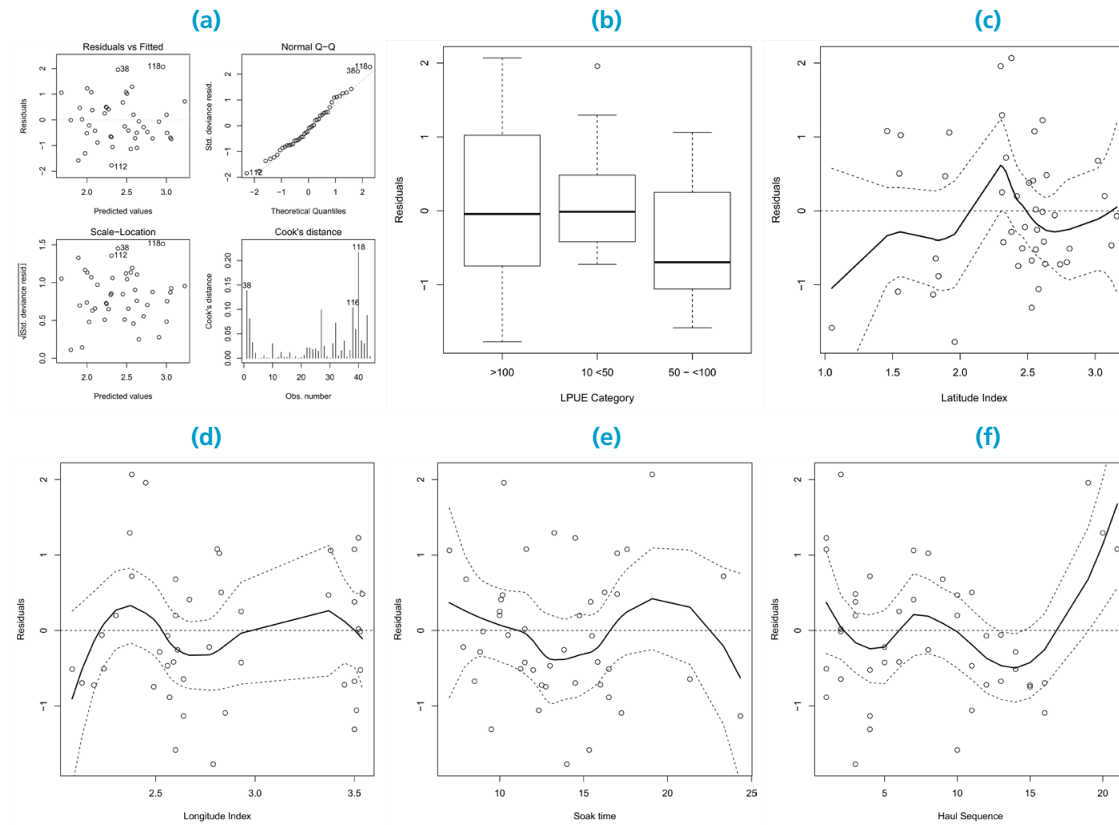 (a)
Residuals vs Fitted
Residuals
2
1
0
−1
−2
38
118
112
2.0 2.5 3.0
Predicted values
Normal Q−Q
Std. deviance resid.
2
1
0
−1
−2
38
118
112
−2 −1 0 1 2
Theoretical Quantiles
Scale−Location
√|Std. deviance resid.|
1.5
1.0
0.5
0.0
38
118
112
2.0 2.5 3.0
Predicted values
Cook's distance
Cook's distance
0.20
0.15
0.10
0.05
0.00
38
118
116
0 10 20 30 40
Obs. number
(b)
Residuals
2
1
0
−1
>100 10 <50 50 − <100
LPUE Category
(c)
Residuals
2
1
0
−1
1.0 1.5 2.0 2.5 3.0
Latitude Index
(d)
Residuals
2
1
0
−1
2.5 3.0 3.5
Longitude Index
(e)
Residuals
2
1
0
−1
10 15 20 25
Soak time
(f)
Residuals
2
1
0
−1
5 10 15 20
Haul Sequence